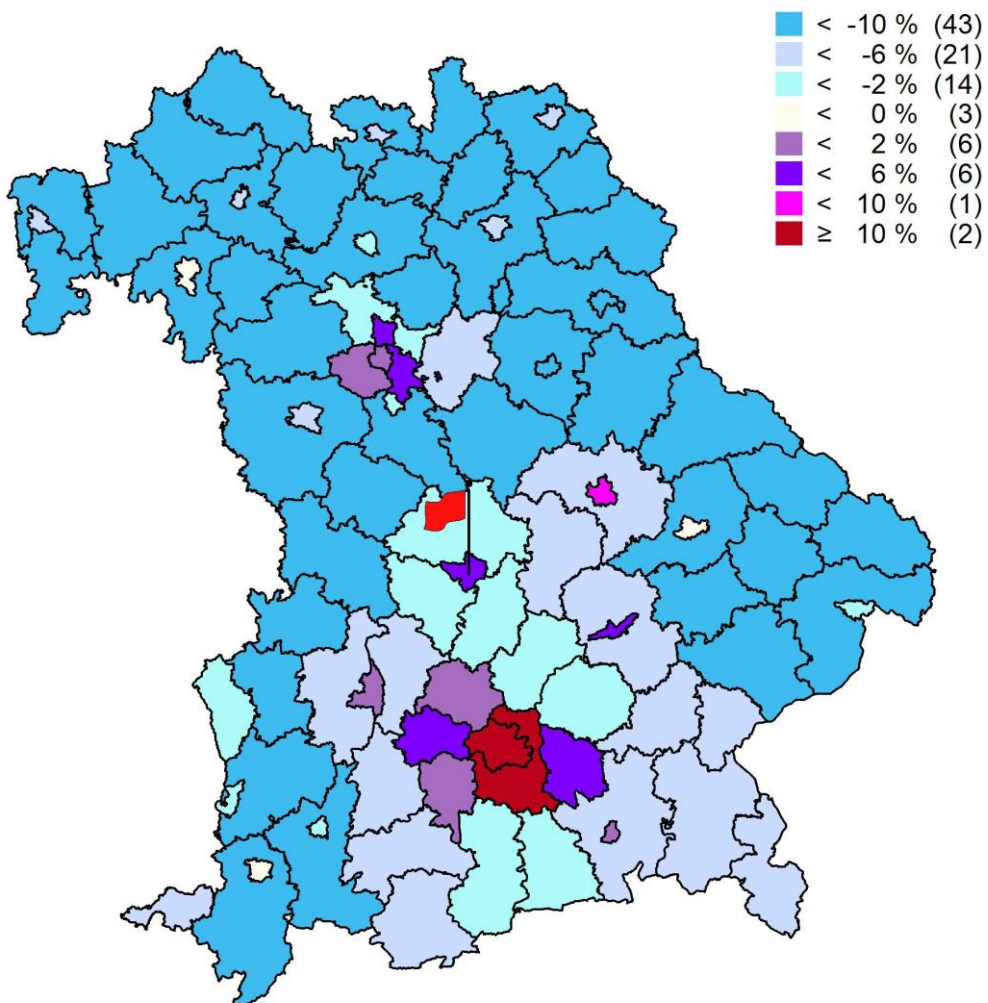 < -10 % (43)
< -6 % (21)
< -2 % (14)
< 0 % (3)
< 2 % (6)
< 6 % (6)
< 10 % (1)
≥ 10 % (2)